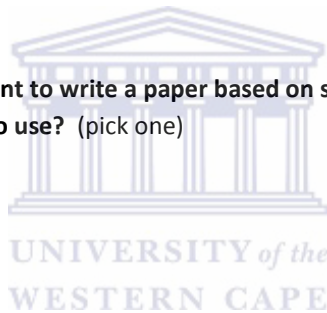 nt to write a paper based on s
o use? (pick one)
UNIVERSITY of the
WESTERN CAPE